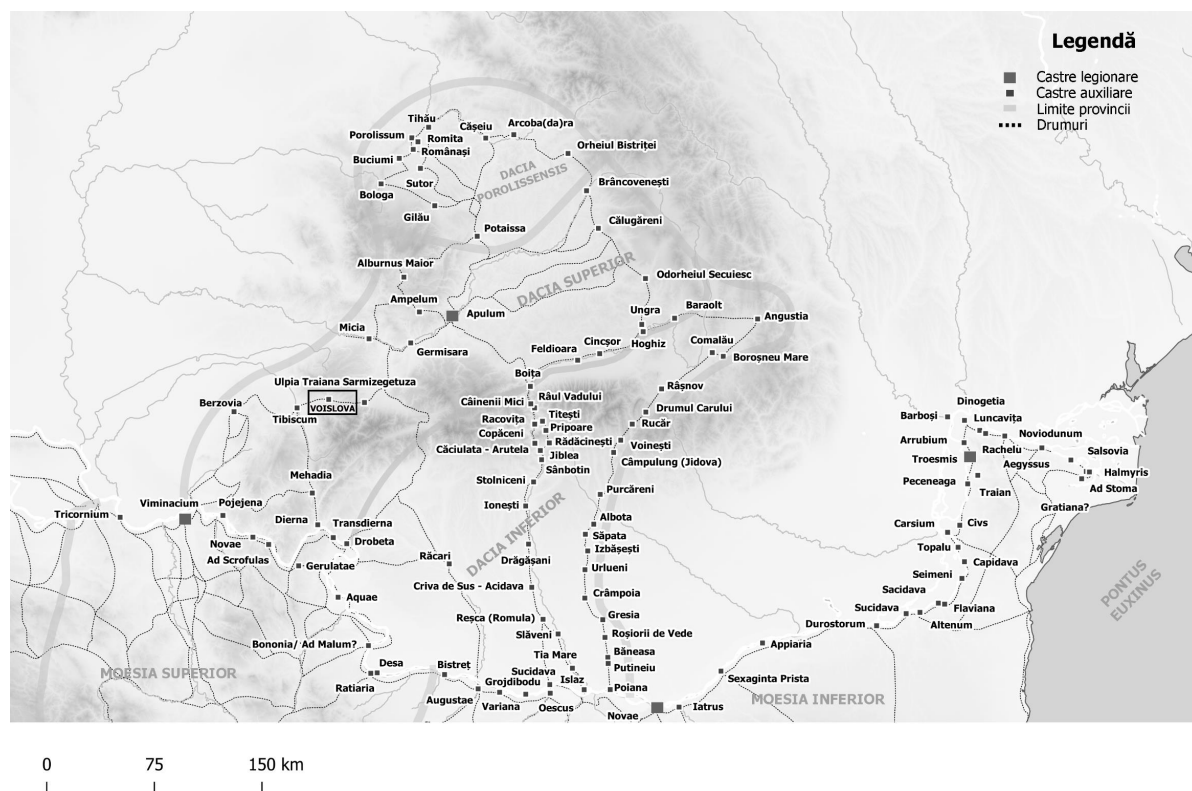 Legendă
Castre legionare
Castre auxiliare
Limite provincii
Drumuri
Tihău
Porolissum
Romita
Românași
Buciumi
Sutor
Bologa
Gilău
Cășeiu
Arcoba(da)ra
Orheiul Bistriței
DACIA
POROLISSENSIS
Brâncovenești
Călugăreni
Potaissa
Alburnus Maior
DACIA SUPERIOR
Odorheiul Secuiesc
Ampelum
Apulum
Micia
Germisara
Ungra
Baraolt
Angustia
Hoghiz
Cincșor
Feldioara
Comalău
Boroșneu Mare
Boița
Ulpia Traiana Sarmizegetuza
VOISLOVA
Berzovia
Tibiscum
Râșnov
Drumul Carului
Rucăr
Voinești
Câmpulung (Jidova)
Câinenii Mici
Râul Vadului
Racovița
Titești
Copăceni
Pripoare
Rădăcinești
Căciulata - Arutela
Jiblea
Sânbotin
Stolniceni
Ionești
DACIA INFERIOR
Drăgășani
Purcăreni
Albota
Săpata
Izbășești
Urlueni
Crâmpoia
Gresia
Roșiorii de Vede
Băneasa
Putineiu
Poiana
Mehadia
Viminacium
Pojejena
Tricornium
Dierna
Transdierna
Drobeta
Novae
Ad Scrofulas
Gerulatae
Aquae
Răcari
Criva de Sus - Acidava
Reșca (Romula)
Slăveni
Tia Mare
Sucidava
Islaz
Bononia/ Ad Malum?
MOESIA SUPERIOR
Desa
Ratiaria
Bistreț
Grojdibodu
Augustae
Variana
Oescus
Novae
Iatrus
Sexaginta Prista
MOESIA INFERIOR
Appiaria
Durostorum
Sucidava
Sacidava
Altenum
Flaviana
Seimeni
Capidava
Topalu
Carsium
Civs
Dinogetia
Barboși
Luncavița
Arrubium
Rachelu
Noviodunum
Troesmis
Aegyssus
Salsovia
Halmyris
Ad Stoma
Peceneaga
Traian
Gratiana?
PONTUS
EUXINUS
0 75 150 km